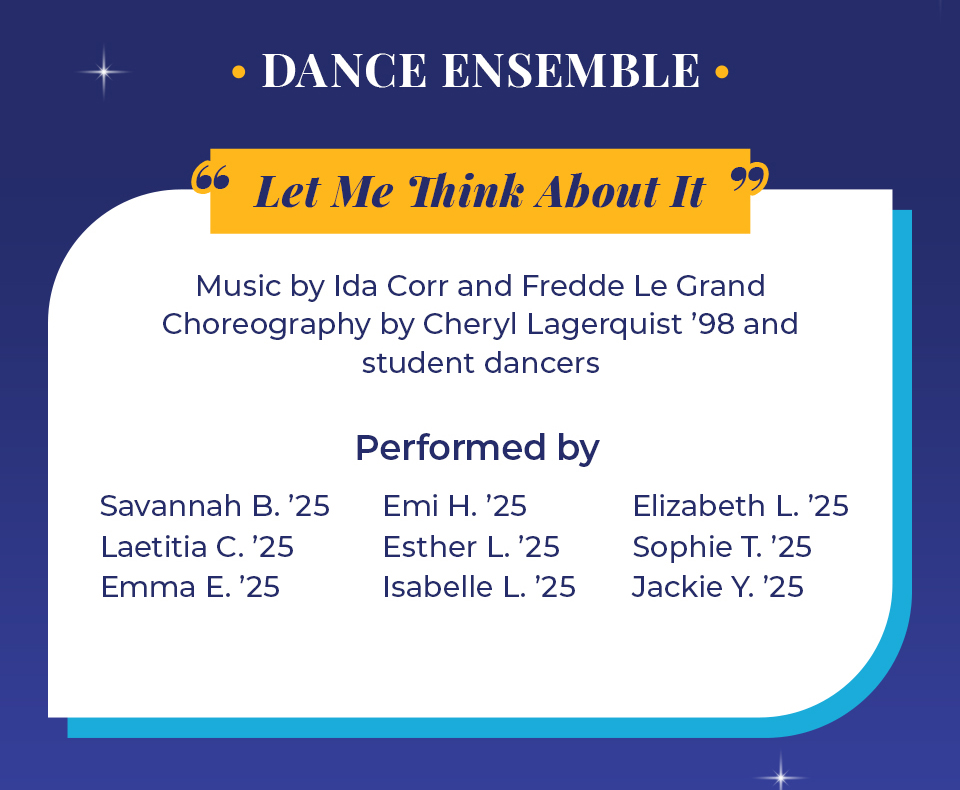 • DANCE ENSEMBLE •
“Let Me Think About It”
Music by Ida Corr and Fredde Le Grand
Choreography by Cheryl Lagerquist ’98 and
student dancers
Performed by
Savannah B. ’25
Laetitia C. ’25
Emma E. ’25
Emi H. ’25
Esther L. ’25
Isabelle L. ’25
Elizabeth L. ’25
Sophie T. ’25
Jackie Y. ’25